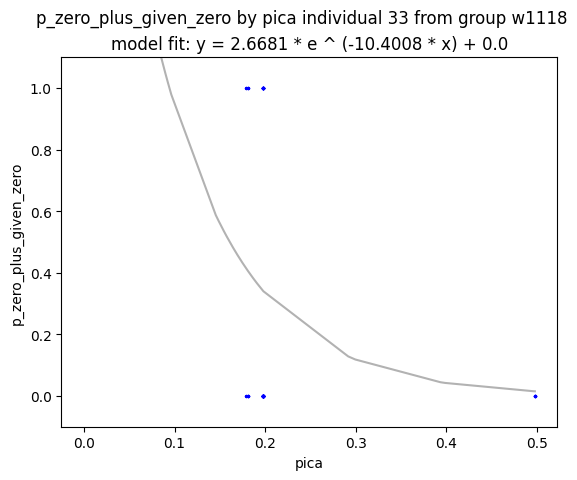 p_zero_plus_given_zero by pica individual 33 from group w1118
model fit: y = 2.6681 * e ^ (-10.4008 * x) + 0.0
1.0
0.8
0.6
0.4
0.2
0.0
p_zero_plus_given_zero
0.0 0.1 0.2 0.3 0.4 0.5
pica